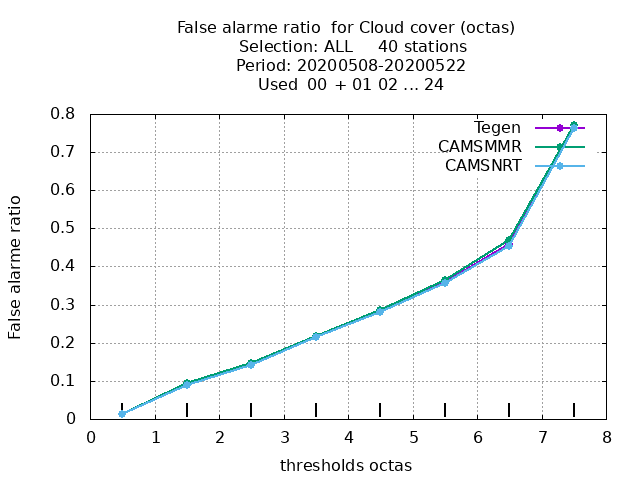 False alarme ratio  for Cloud cover (octas)
Selection: ALL     40 stations
Period: 20200508-20200522
Used  00  + 01 02 ... 24
Tegen
CAMSMMR
CAMSNRT
False alarme ratio
0.8
0.7
0.6
0.5
0.4
0.3
0.2
0.1
0
0 1 2 3 4 5 6 7 8
thresholds octas